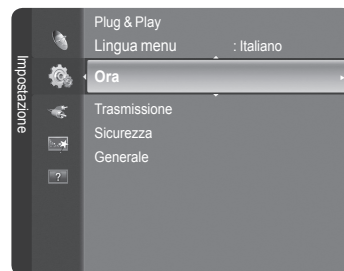 Impostazione
Plug & Play
Lingua menu : Italiano
Ora
Trasmissione
Sicurezza
Generale
?